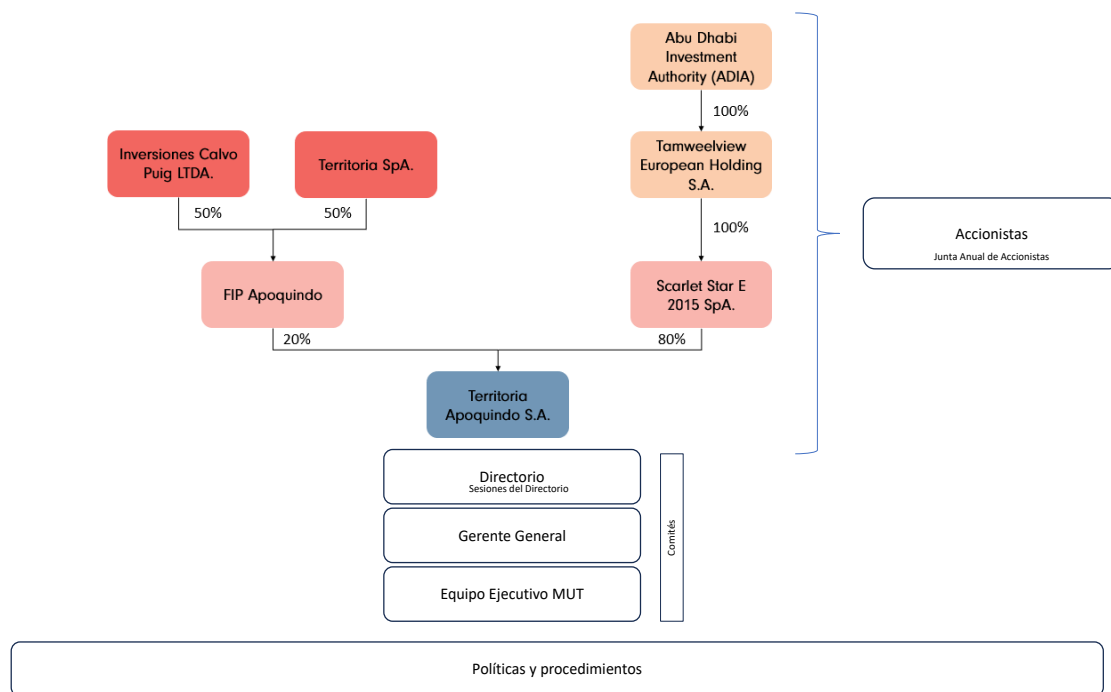 Abu Dhabi
Investment
Authority (ADIA)
100%
Inversiones Calvo
Puig LTDA.
Territoria SpA.
Tamweelview
European Holding
S.A.
50%
50%
100%
Accionistas
Junta Anual de Accionistas
FIP Apoquindo
Scarlet Star E
2015 SpA.
20%
80%
Territoria
Apoquindo S.A.
Directorio
Sesiones del Directorio
Gerente General
Comités
Equipo Ejecutivo MUT
Políticas y procedimientos